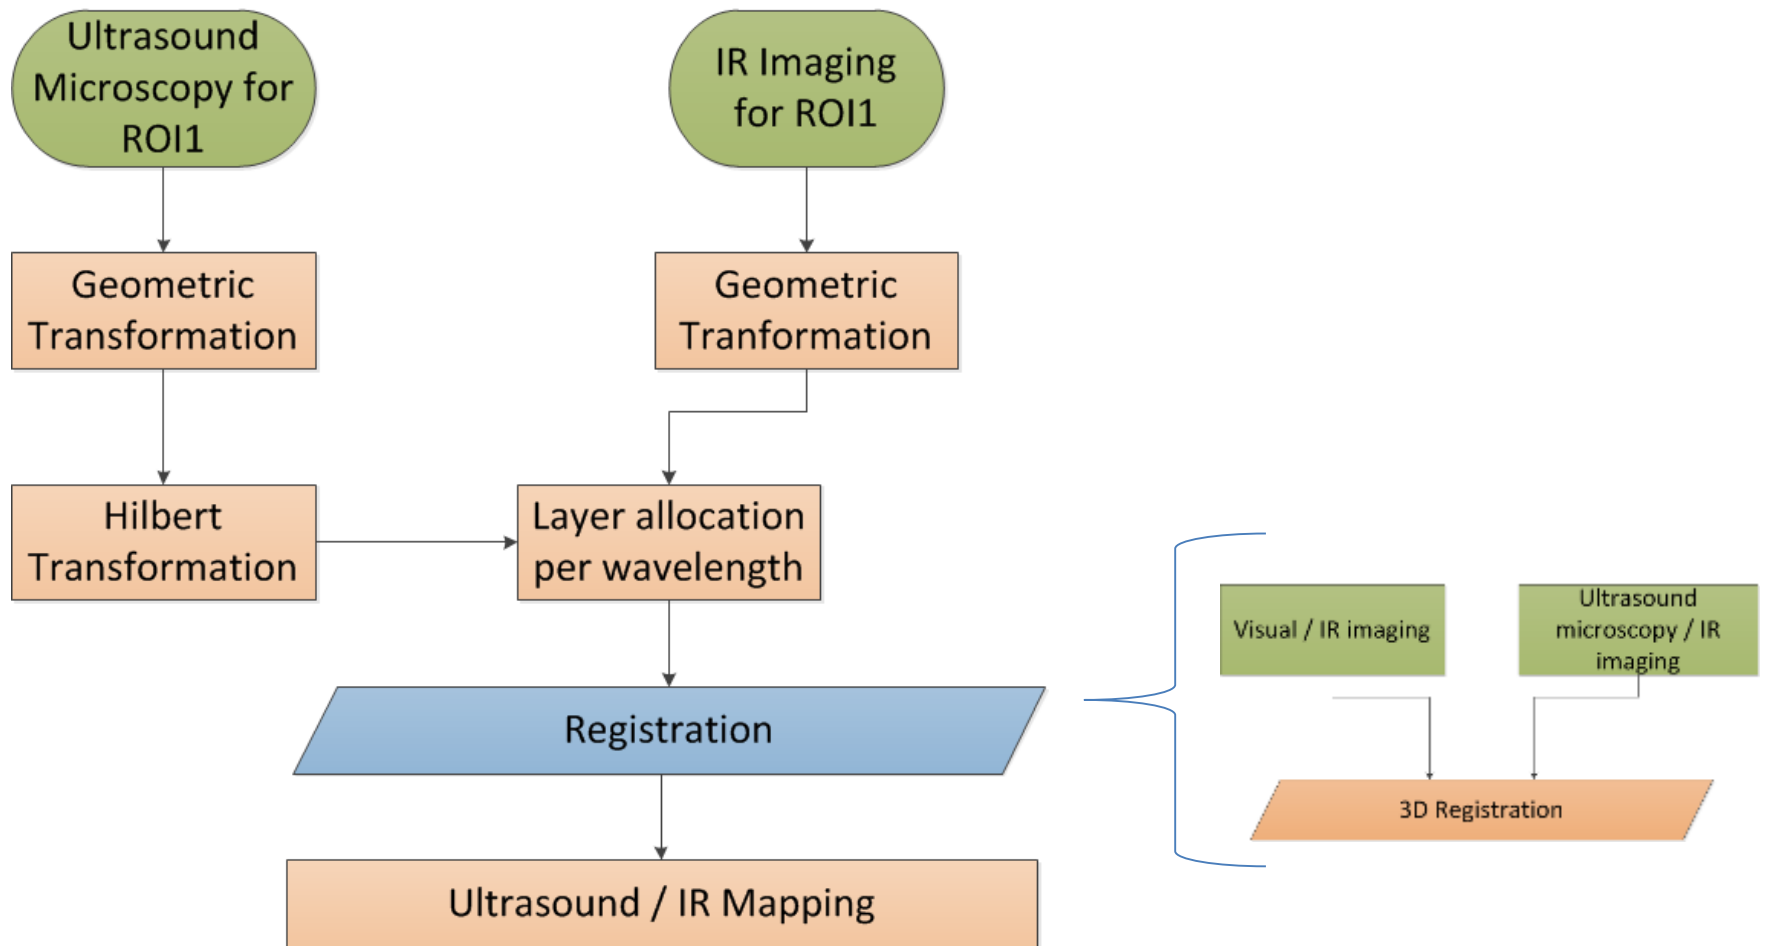 Ultrasound
Microscopy for
ROI1
IR Imaging
for ROI1
Geometric
Transformation
Geometric
Tranformation
Hilbert
Transformation
Layer allocation
per wavelength
Registration
Ultrasound / IR Mapping
Visual / IR imaging
Ultrasound
microscopy / IR
imaging
3D Registration